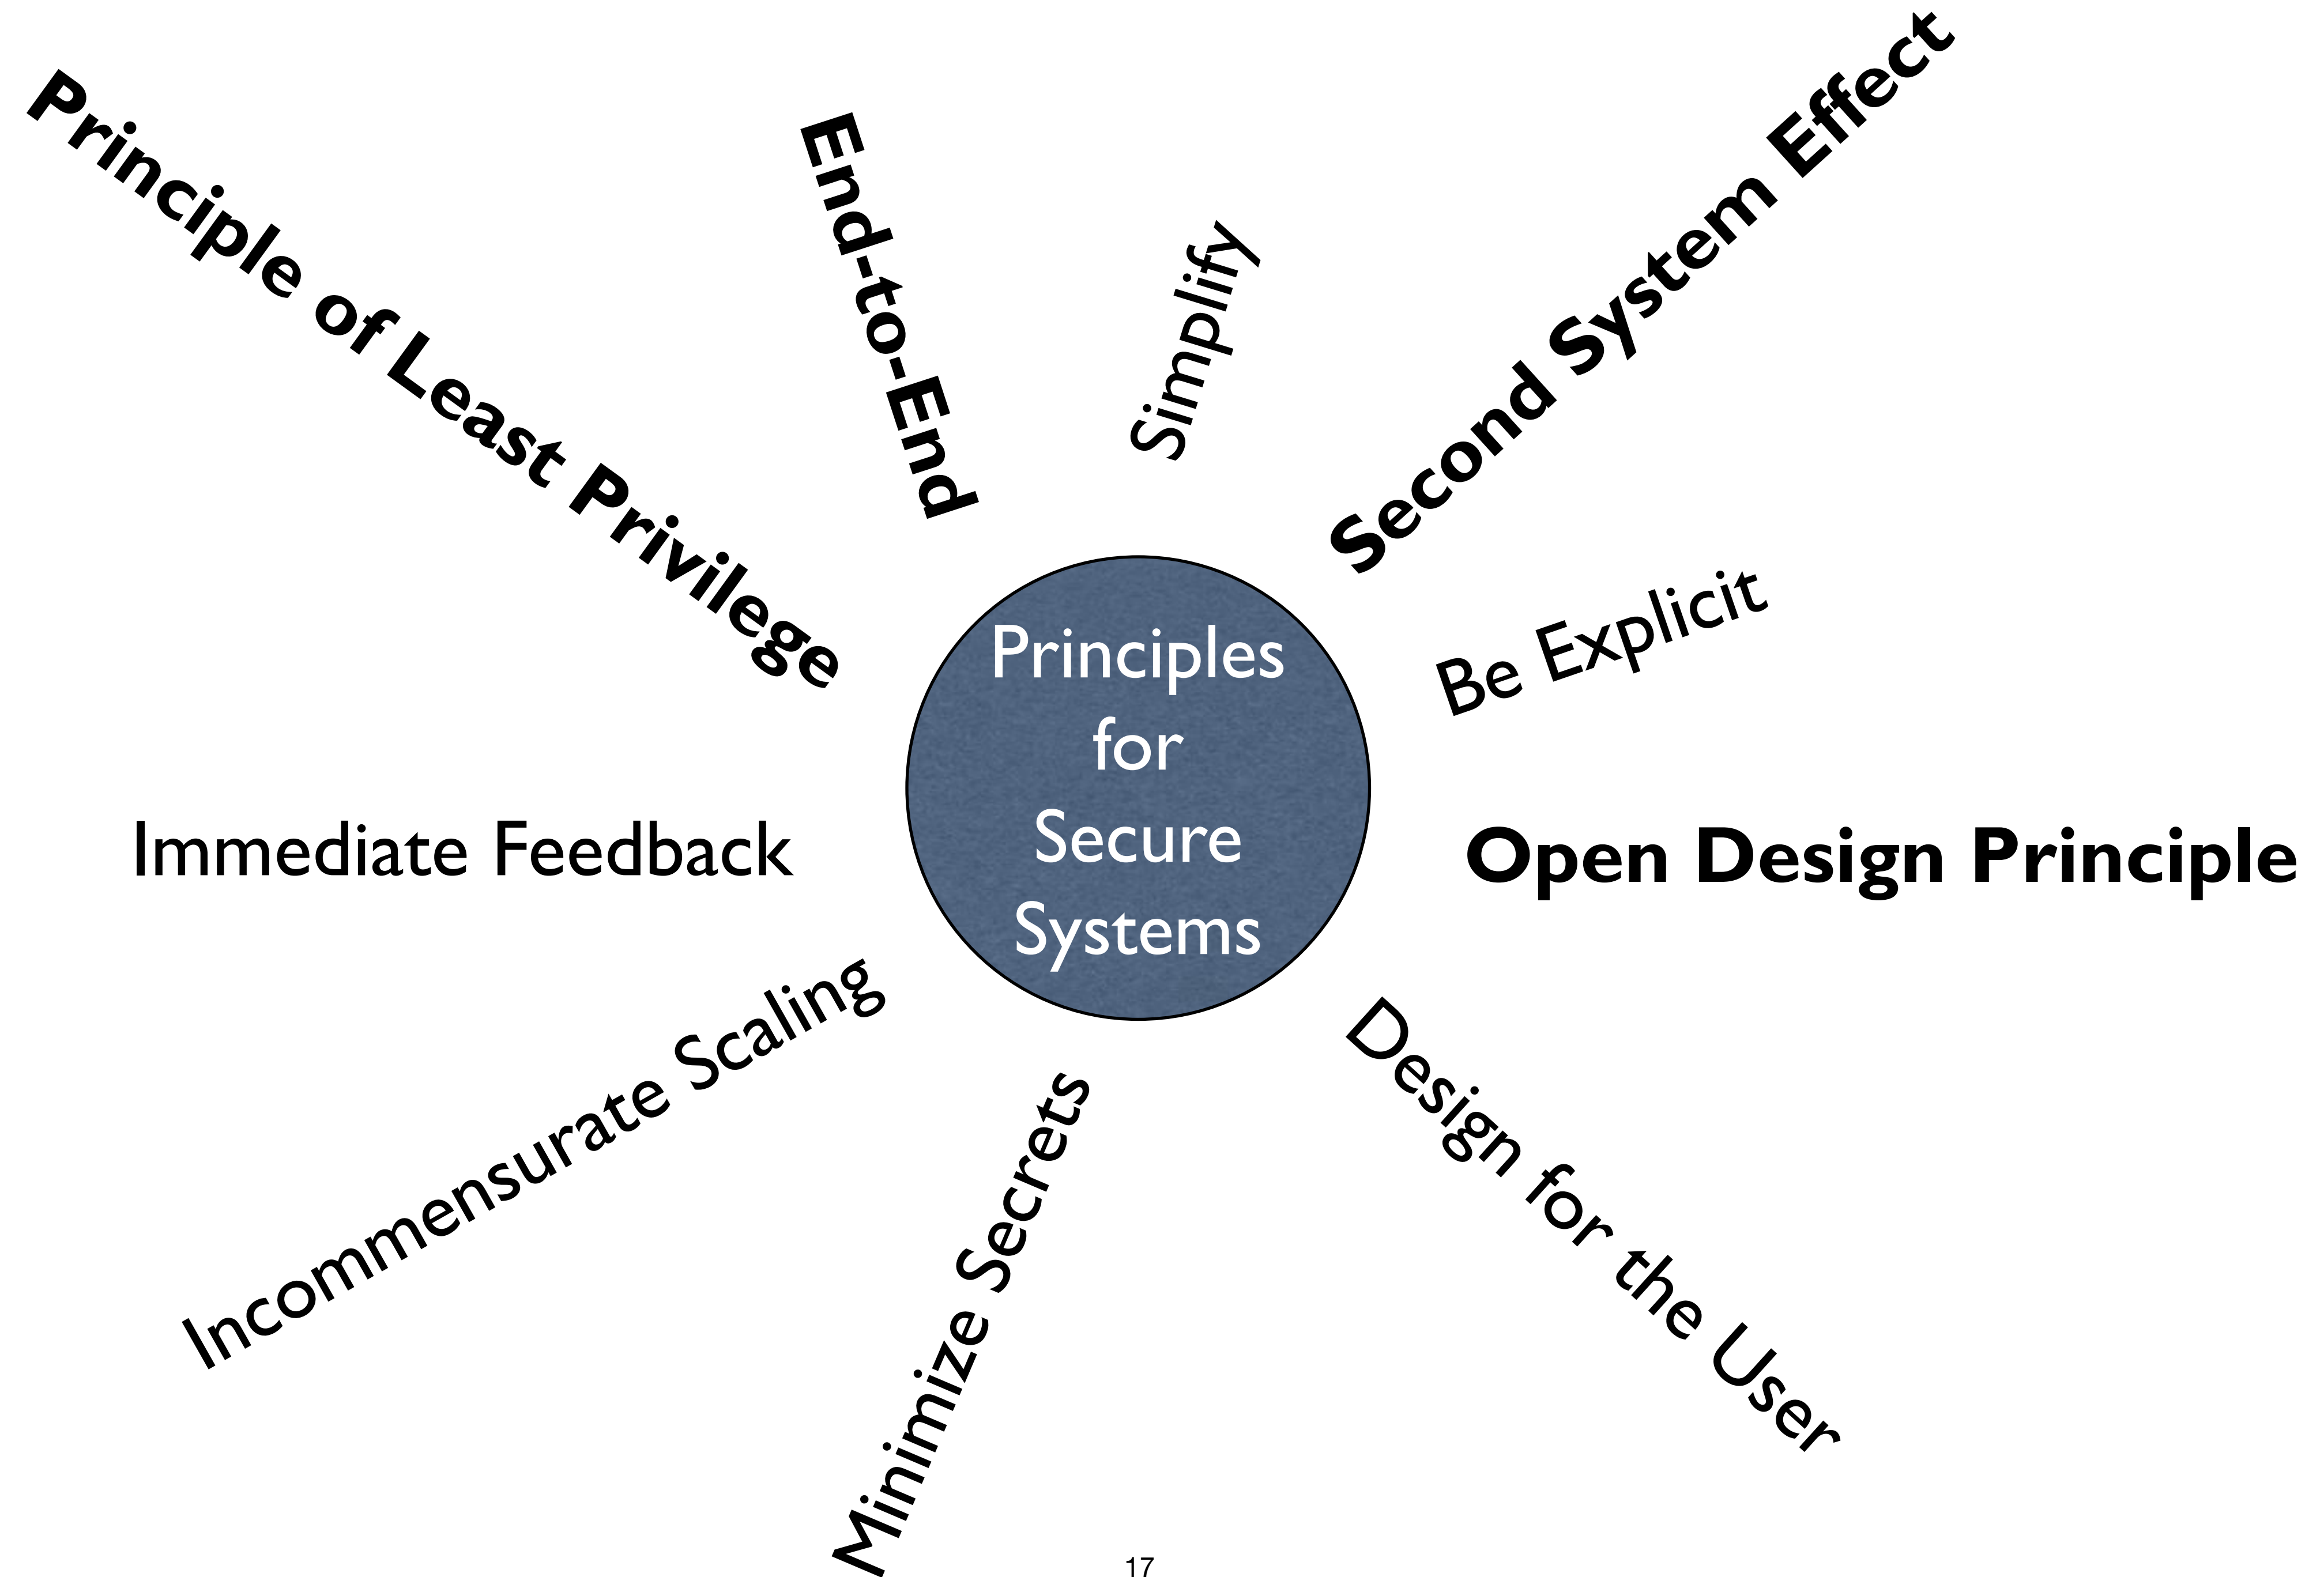 Principle of Least Privilege
End-to-End
Simplify
Second System Effect
Be Explicit
Principles
for
Secure
Systems
Immediate Feedback
Open Design Principle
Incommensurate Scaling
Minimize Secrets
Design for the User
17